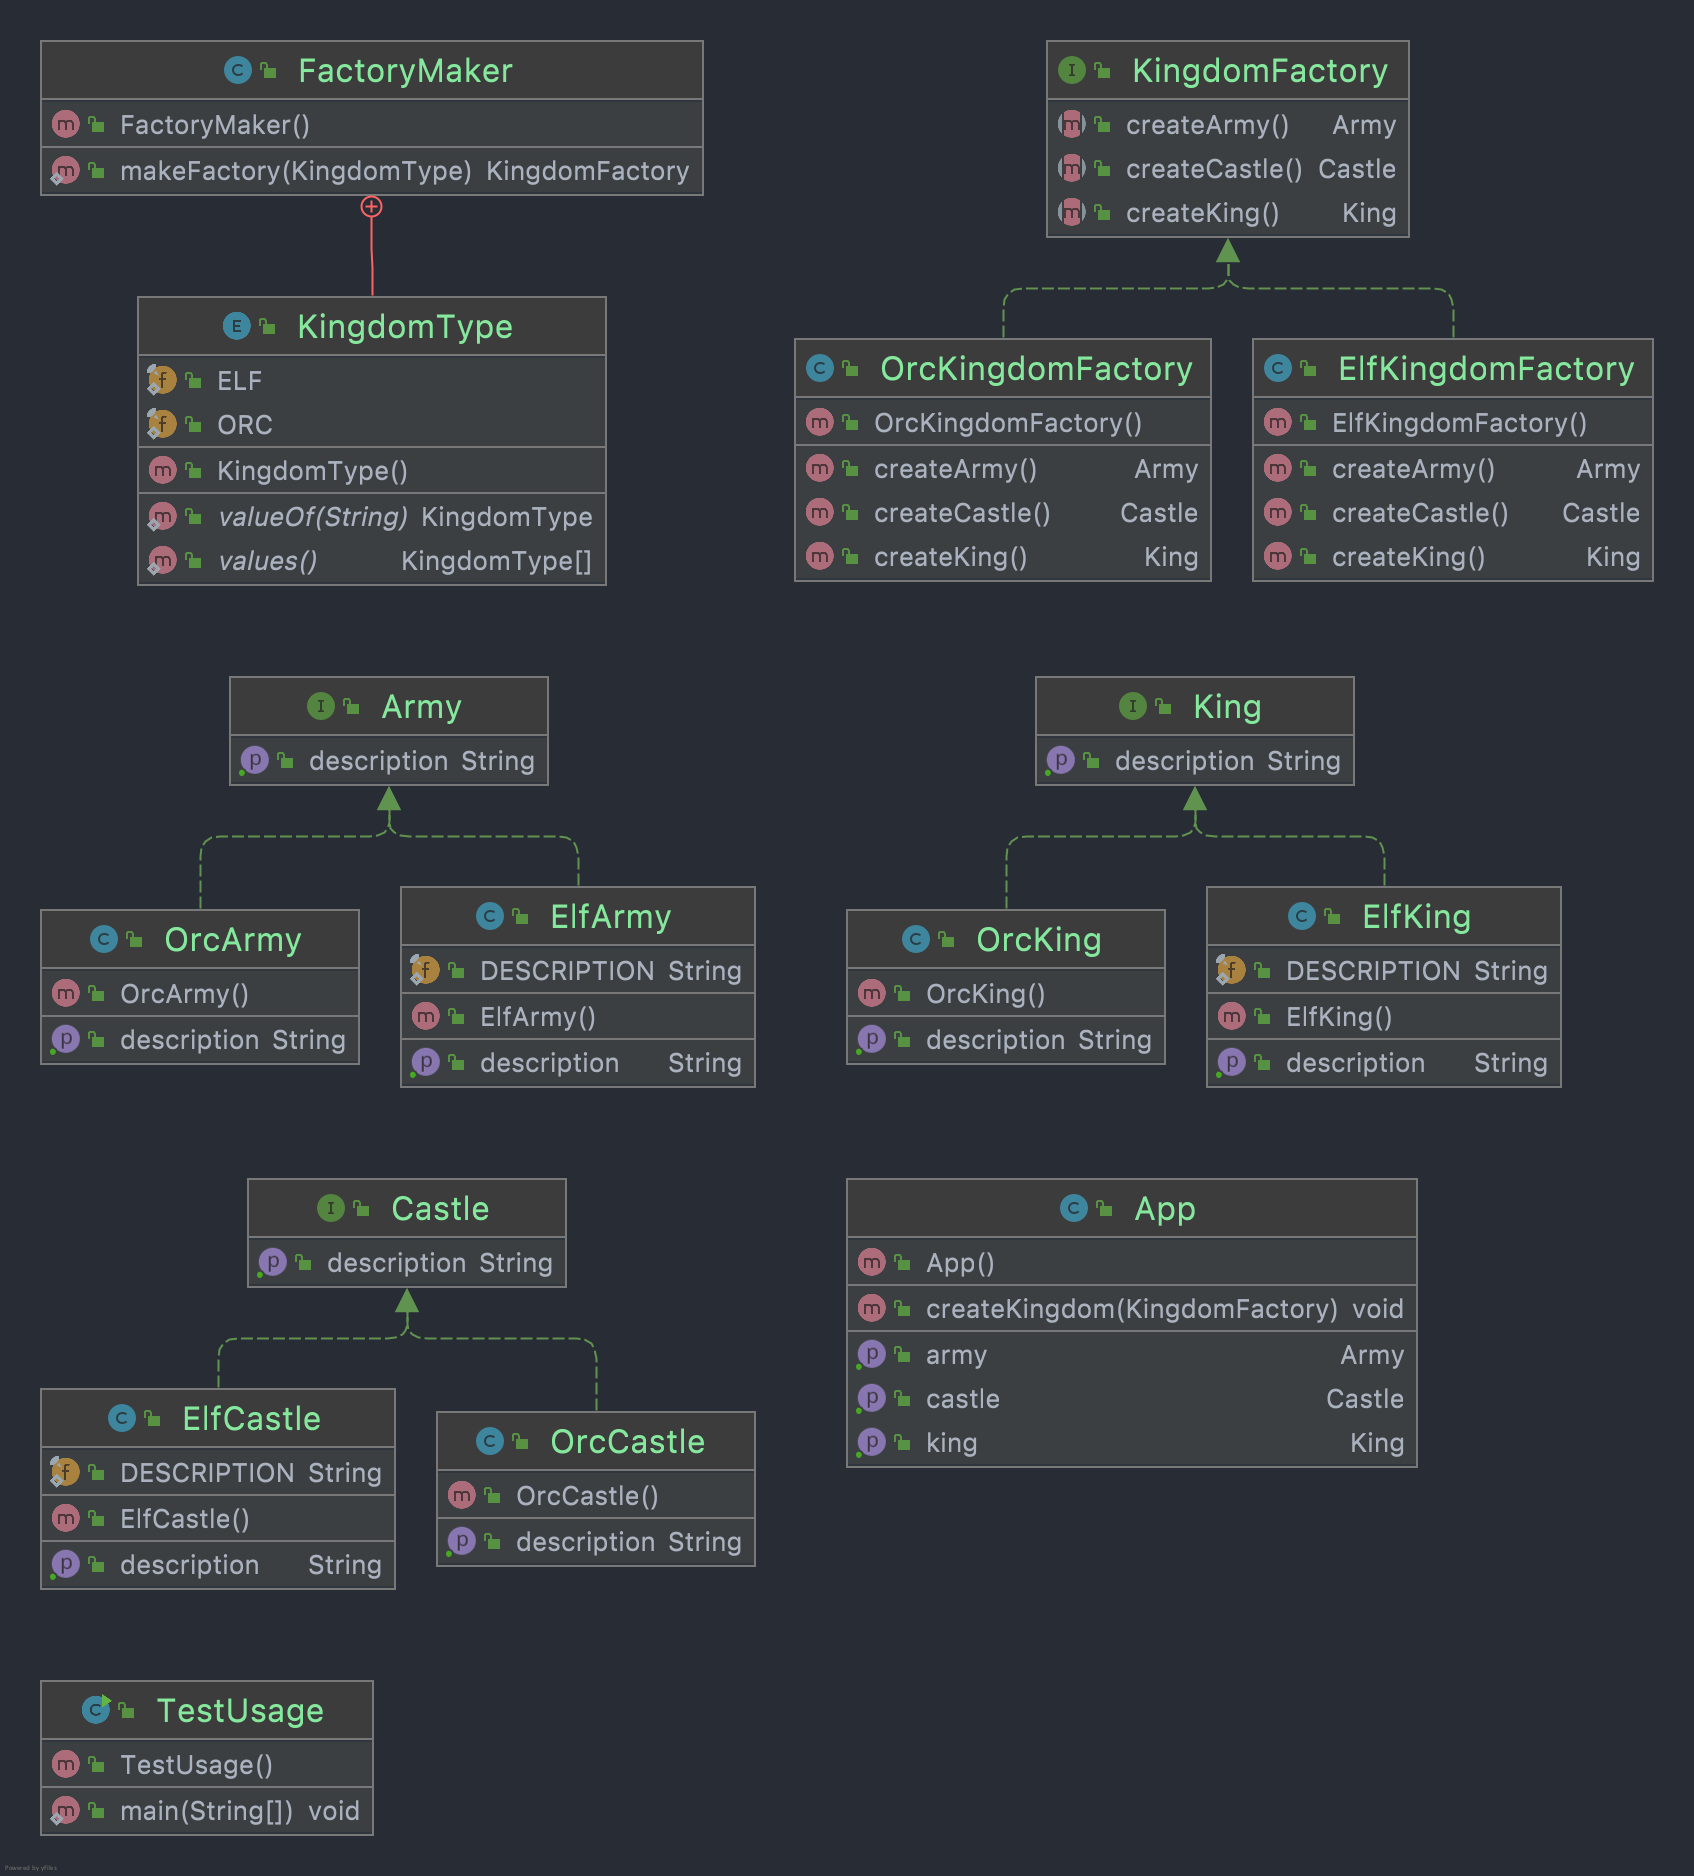 FactoryMaker
FactoryMaker()
makeFactory(KingdomType) KingdomFactory
KingdomType
ELF
ORC
KingdomType()
valueOf(String) KingdomType
values() KingdomType[]
KingdomFactory
createArmy() Army
createCastle() Castle
createKing() King
OrcKingdomFactory
OrcKingdomFactory()
createArmy() Army
createCastle() Castle
createKing() King
ElfKingdomFactory
ElfKingdomFactory()
createArmy() Army
createCastle() Castle
createKing() King
Army
description String
OrcArmy
OrcArmy()
description String
ElfArmy
DESCRIPTION String
ElfArmy()
description String
King
description String
OrcKing
OrcKing()
description String
ElfKing
DESCRIPTION String
ElfKing()
description String
Castle
description String
ElfCastle
DESCRIPTION String
ElfCastle()
description String
OrcCastle
OrcCastle()
description String
App
App()
createKingdom(KingdomFactory) void
army Army
castle Castle
king King
TestUsage
TestUsage()
main(String[]) void
Powered by yFiles